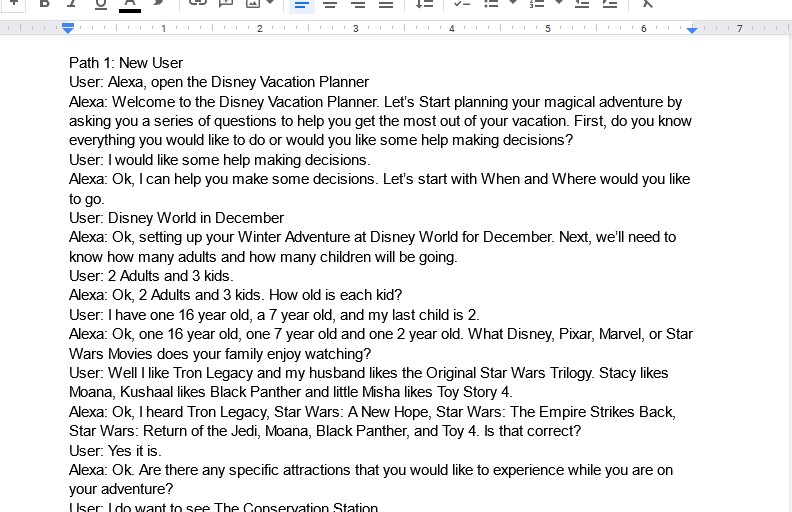 B I U A
1 2 3 4 5 6 7
Path 1: New User
User: Alexa, open the Disney Vacation Planner
Alexa: Welcome to the Disney Vacation Planner. Let’s Start planning your magical adventure by
asking you a series of questions to help you get the most out of your vacation. First, do you know
everything you would like to do or would you like some help making decisions?
User: I would like some help making decisions.
Alexa: Ok, I can help you make some decisions. Let’s start with When and Where would you like
to go.
User: Disney World in December
Alexa: Ok, setting up your Winter Adventure at Disney World for December. Next, we’ll need to
know how many adults and how many children will be going.
User: 2 Adults and 3 kids.
Alexa: Ok, 2 Adults and 3 kids. How old is each kid?
User: I have one 16 year old, a 7 year old, and my last child is 2.
Alexa: Ok, one 16 year old, one 7 year old and one 2 year old. What Disney, Pixar, Marvel, or Star
Wars Movies does your family enjoy watching?
User: Well I like Tron Legacy and my husband likes the Original Star Wars Trilogy. Stacy likes
Moana, Kushaal likes Black Panther and little Misha likes Toy Story 4.
Alexa: Ok, I heard Tron Legacy, Star Wars: A New Hope, Star Wars: The Empire Strikes Back,
Star Wars: Return of the Jedi, Moana, Black Panther, and Toy 4. Is that correct?
User: Yes it is.
Alexa: Ok. Are there any specific attractions that you would like to experience while you are on
your adventure?
User: I do want to see The Conservation Station